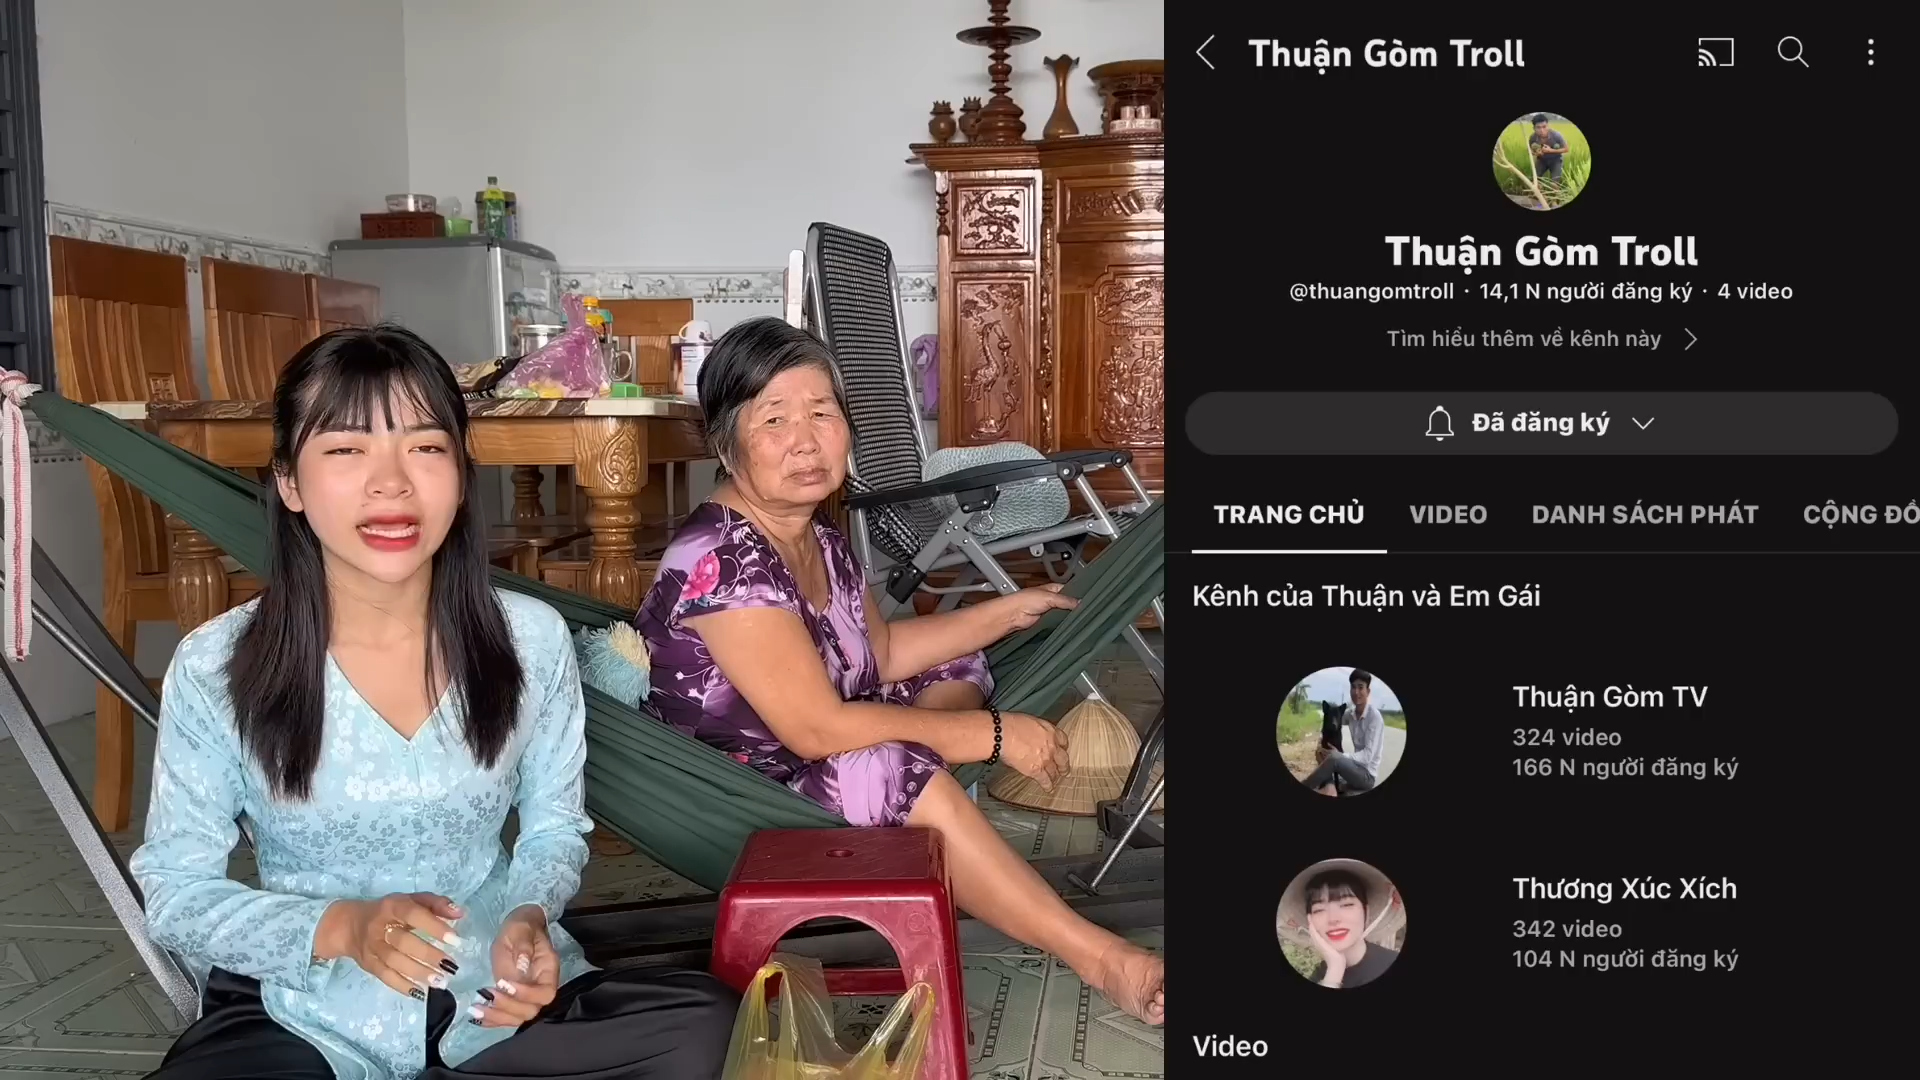 Thuận Gòm Troll
Thuận Gòm Troll
@thuangomtroll · 14,1 N người đăng ký · 4 video
Tìm hiểu thêm về kênh này
Đã đăng ký
TRANG CHỦ VIDEO DANH SÁCH PHÁT CỘNG ĐỒ
Kênh của Thuận và Em Gái
Thuận Gòm TV
324 video
166 N người đăng ký
Thương Xúc Xích
342 video
104 N người đăng ký
Video